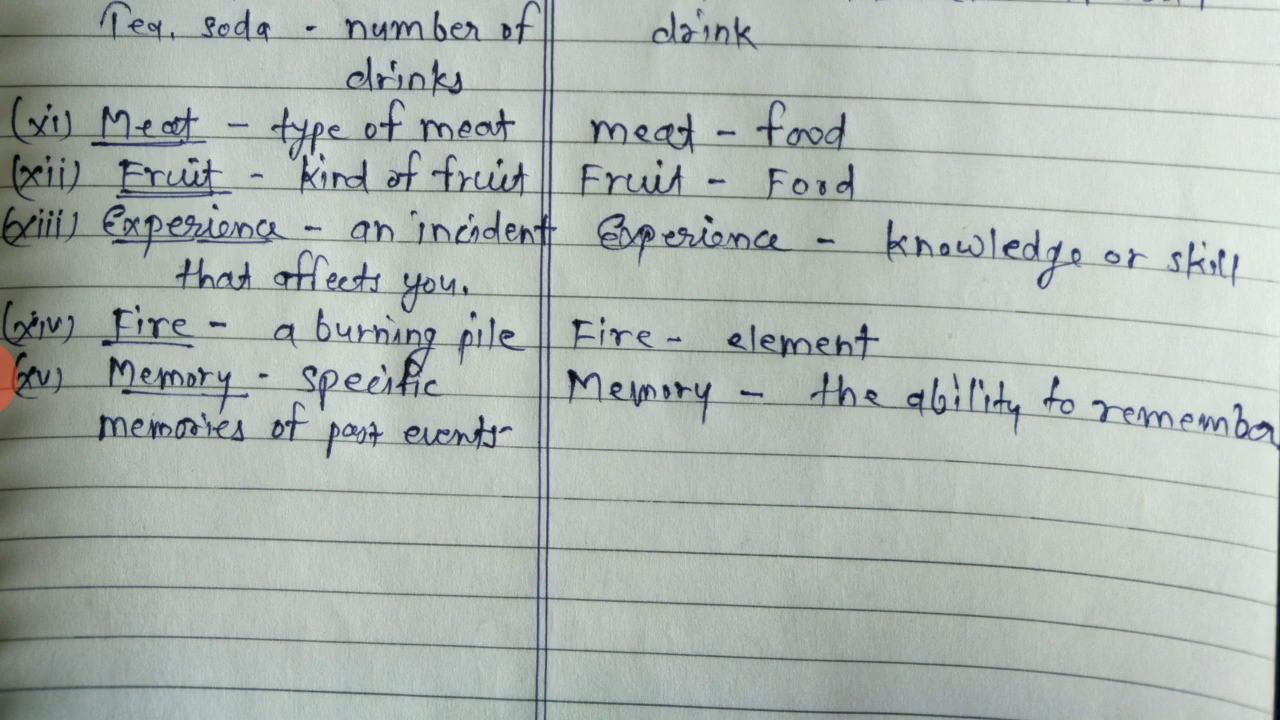 Tea, soda - number of drink
drinks
(xi) Meat - type of meat meat - food
(xii) Fruit - kind of fruit Fruit - Food
(xiii) Experience - an incident Experience - knowledge or skill
that affects you.
(xiv) Fire - a burning pile Fire - element
(xv) Memory - specific Memory - the ability to remember
memories of past events-